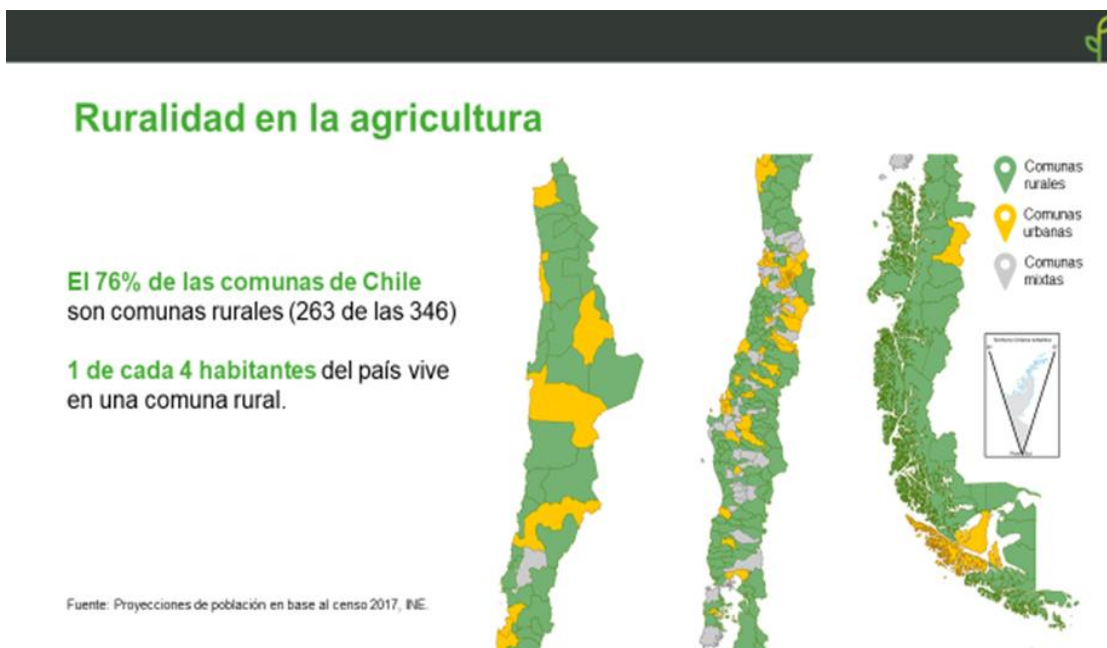 Ruralidad en la agricultura
El 76% de las comunas de Chile
son comunas rurales (263 de las 346)
1 de cada 4 habitantes del país vive
en una comuna rural.
Fuente: Proyecciones de población en base al censo 2017, INE.
Comunas
rurales
Comunas
urbanas
Comunas
mixtas